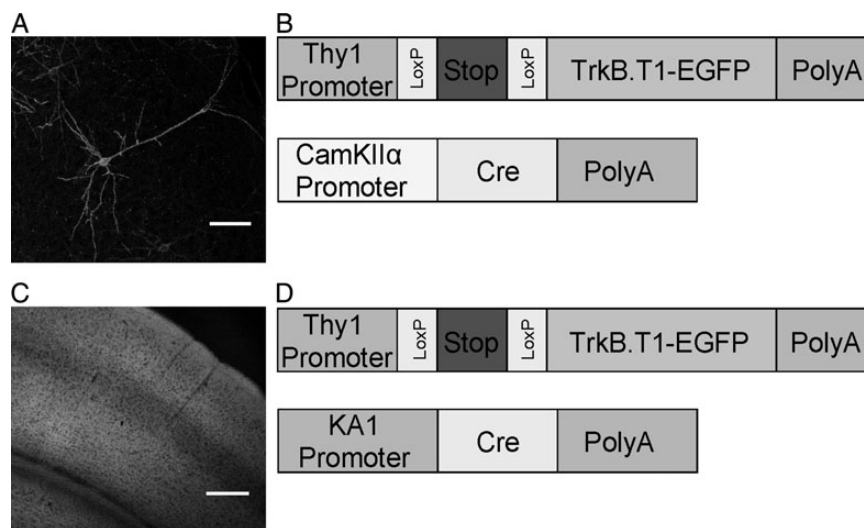 A
B
Thy1 Promoter
LoxP
Stop
LoxP
TrkB.T1-EGFP
PolyA
CamKIIα Promoter
Cre
PolyA
C
D
Thy1 Promoter
LoxP
Stop
LoxP
TrkB.T1-EGFP
PolyA
KA1 Promoter
Cre
PolyA